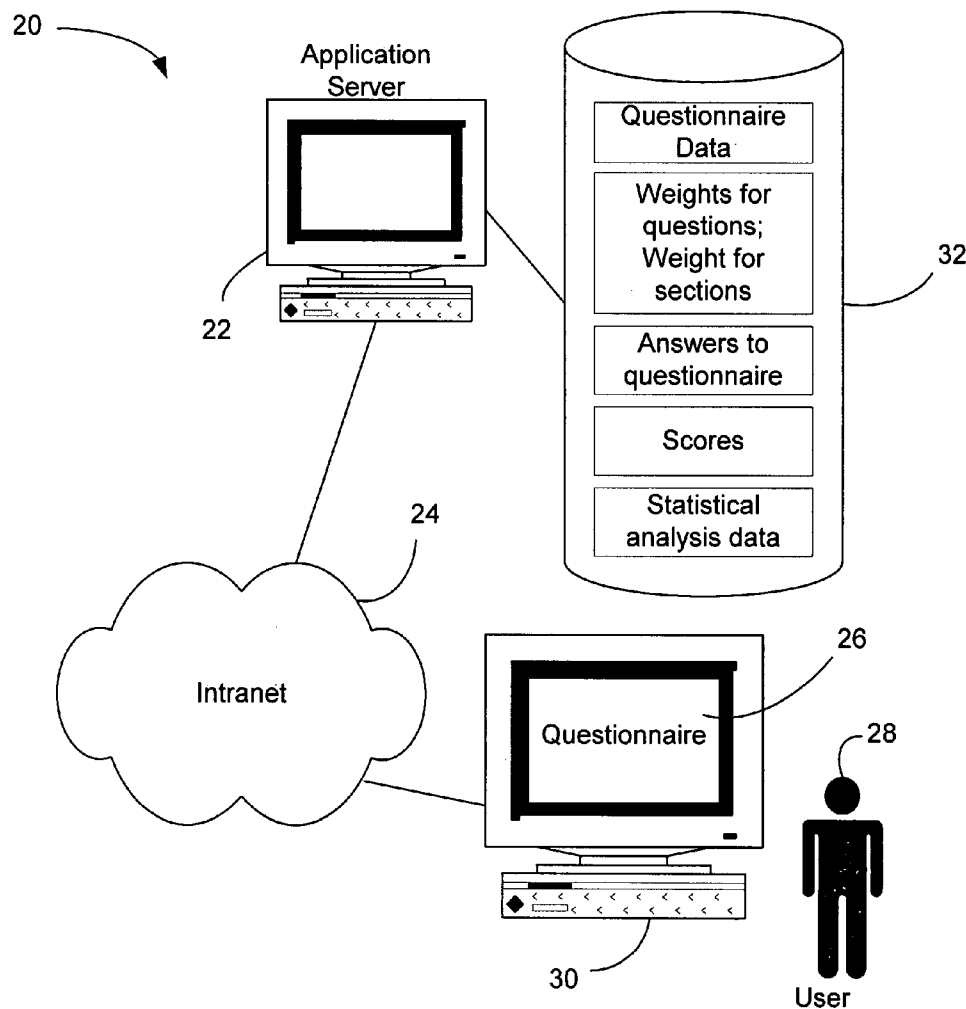 20
Application
Server
Questionnaire
Data
Weights for
questions;
Weight for
sections
32
22
Answers to
questionnaire
Scores
Statistical
analysis data
24
Intranet
26
Questionnaire
28
30
User